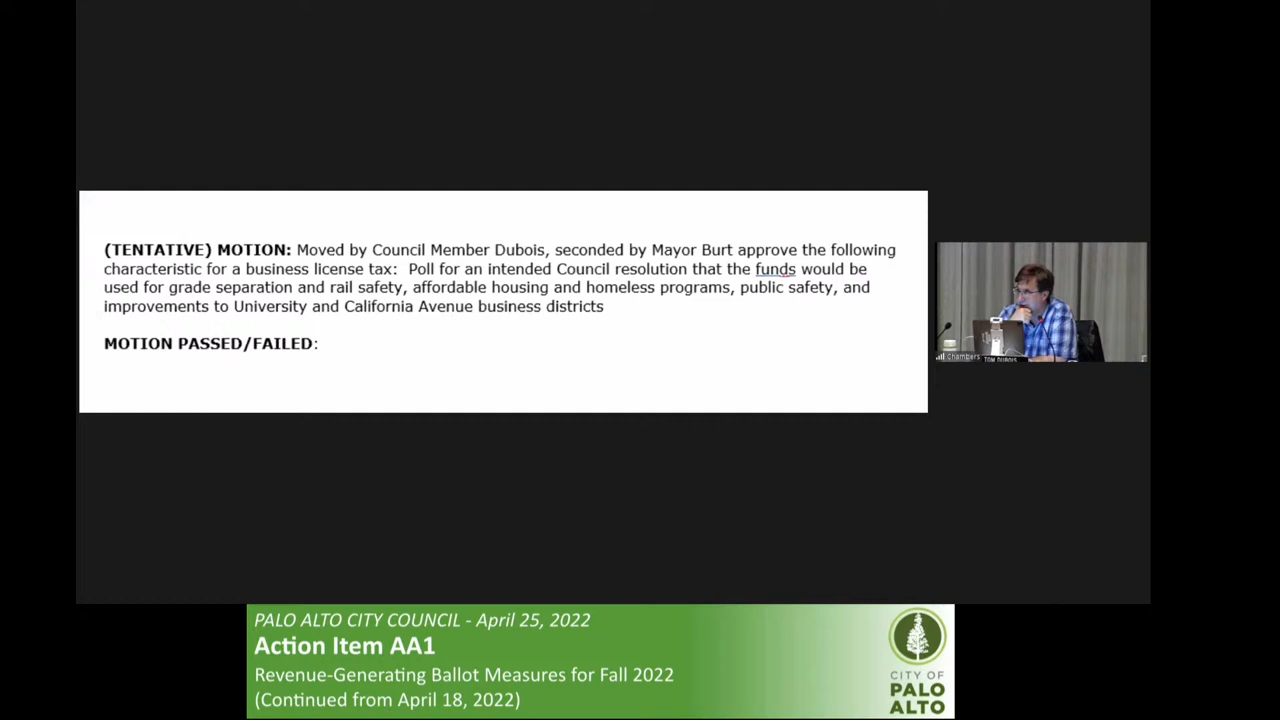 (TENTATIVE) MOTION: Moved by Council Member Dubois, seconded by Mayor Burt approve the following
characteristic for a business license tax:  Poll for an intended Council resolution that the funds would be
used for grade separation and rail safety, affordable housing and homeless programs, public safety, and
improvements to University and California Avenue business districts
MOTION PASSED/FAILED:
Chambers
TOM DUBOIS
PALO ALTO CITY COUNCIL - April 25, 2022
Action Item AA1
Revenue-Generating Ballot Measures for Fall 2022
(Continued from April 18, 2022)
CITY OF
PALO
ALTO